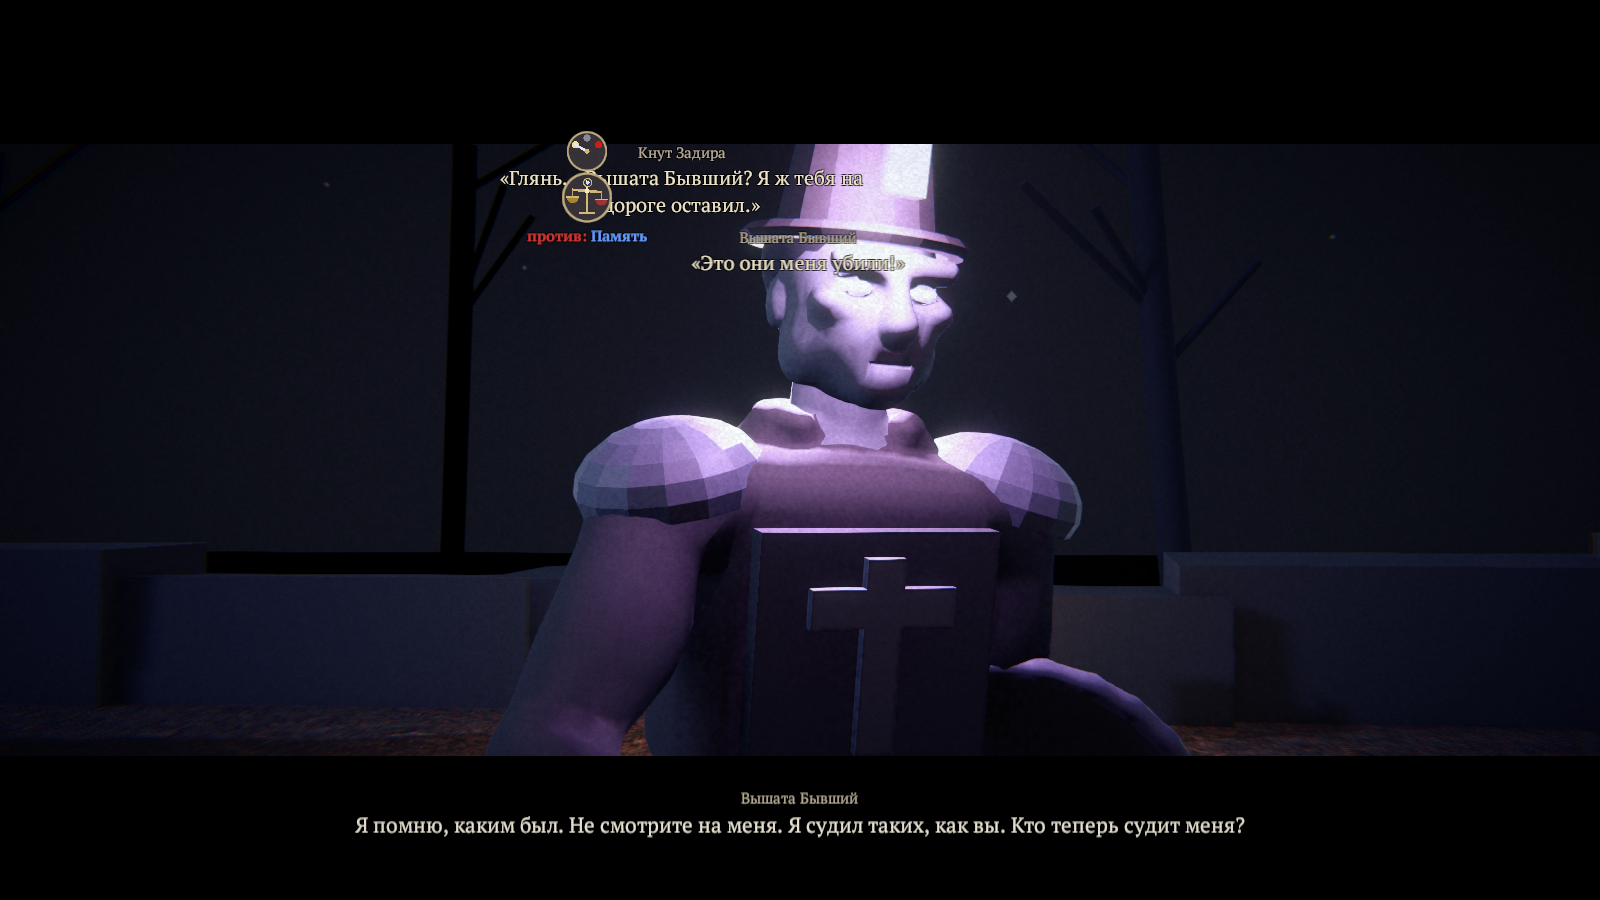 Кнут Задира
«Глянь, Вышата Бывший? Я ж тебя на
дороге оставил.»
против: Память
Вышата Бывший
«Это они меня убили!»
Вышата Бывший
Я помню, каким был. Не смотрите на меня. Я судил таких, как вы. Кто теперь судит меня?